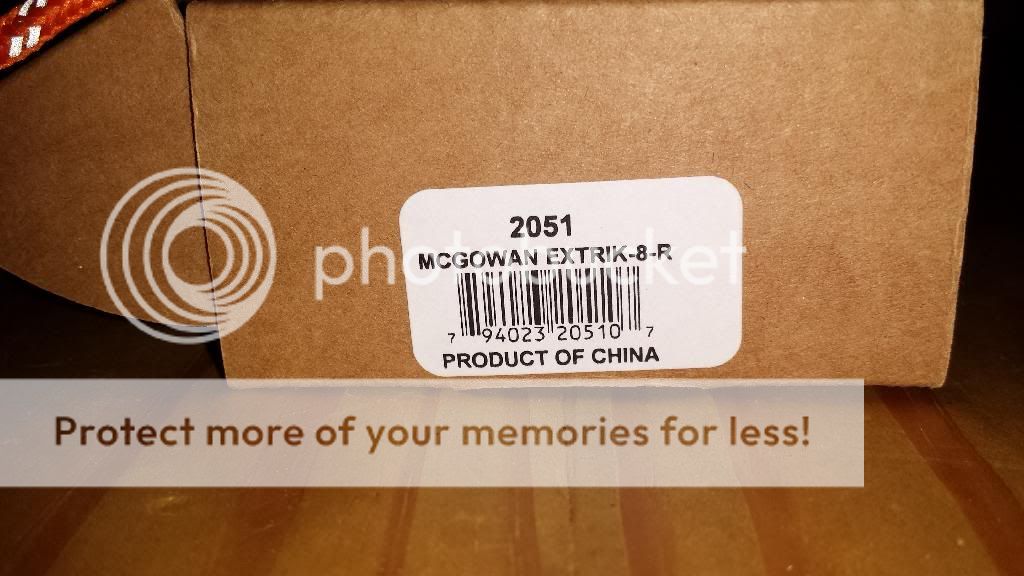 2051
MCGOWAN EXTRIK-8-R
7 94023 20510 7
PRODUCT OF CHINA
photobucket
Protect more of your memories for less!